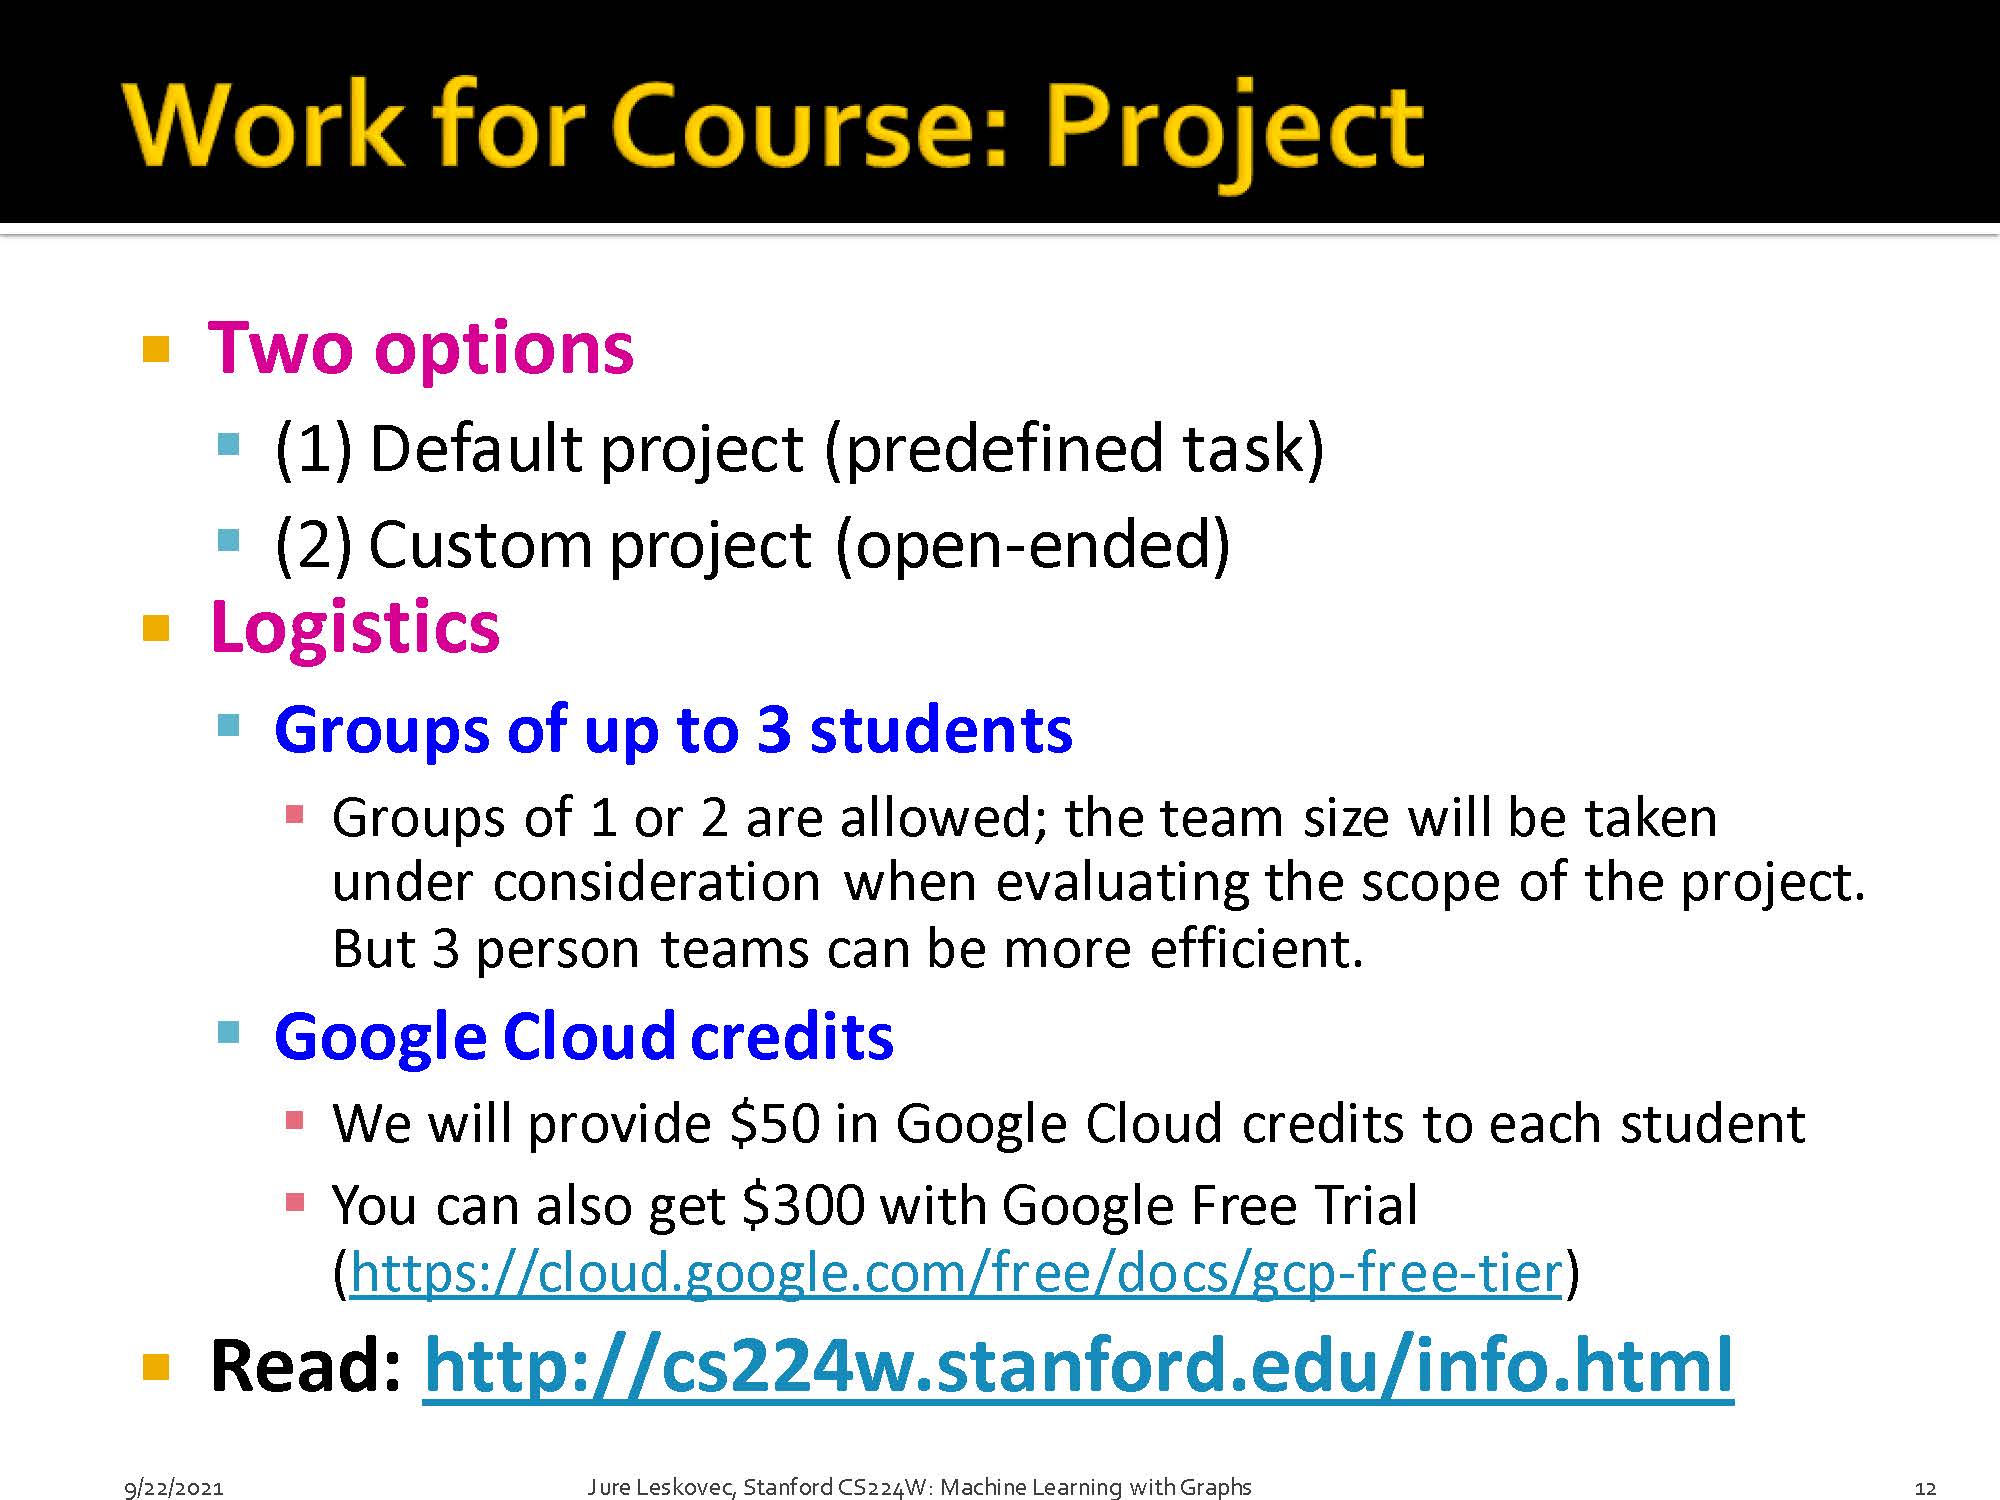 Work for Course: Project
Two options
(1) Default project (predefined task)
(2) Custom project (open-ended)
Logistics
Groups of up to 3 students
Groups of 1 or 2 are allowed; the team size will be taken
under consideration when evaluating the scope of the project.
But 3 person teams can be more efficient.
Google Cloud credits
We will provide $50 in Google Cloud credits to each student
You can also get $300 with Google Free Trial
(https://cloud.google.com/free/docs/gcp-free-tier)
Read: http://cs224w.stanford.edu/info.html
9/22/2021
Jure Leskovec, Stanford CS224W: Machine Learning with Graphs
12